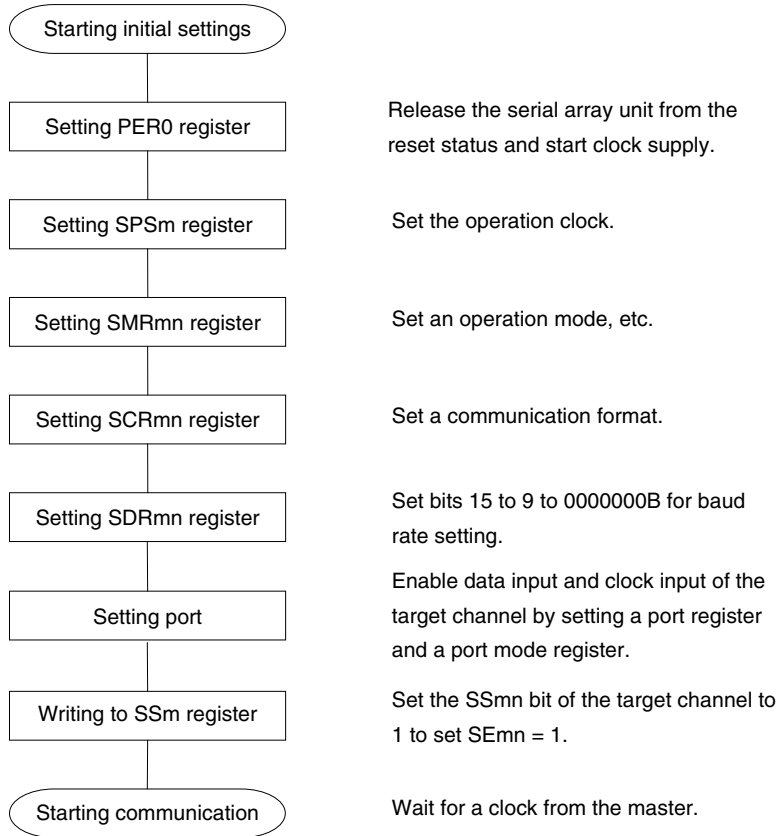 Starting initial settings
Setting PER0 register
Release the serial array unit from the
reset status and start clock supply.
Setting SPSm register
Set the operation clock.
Setting SMRmn register
Set an operation mode, etc.
Setting SCRmn register
Set a communication format.
Setting SDRmn register
Set bits 15 to 9 to 0000000B for baud
rate setting.
Setting port
Enable data input and clock input of the
target channel by setting a port register
and a port mode register.
Writing to SSm register
Set the SSmn bit of the target channel to
1 to set SEmn = 1.
Starting communication
Wait for a clock from the master.